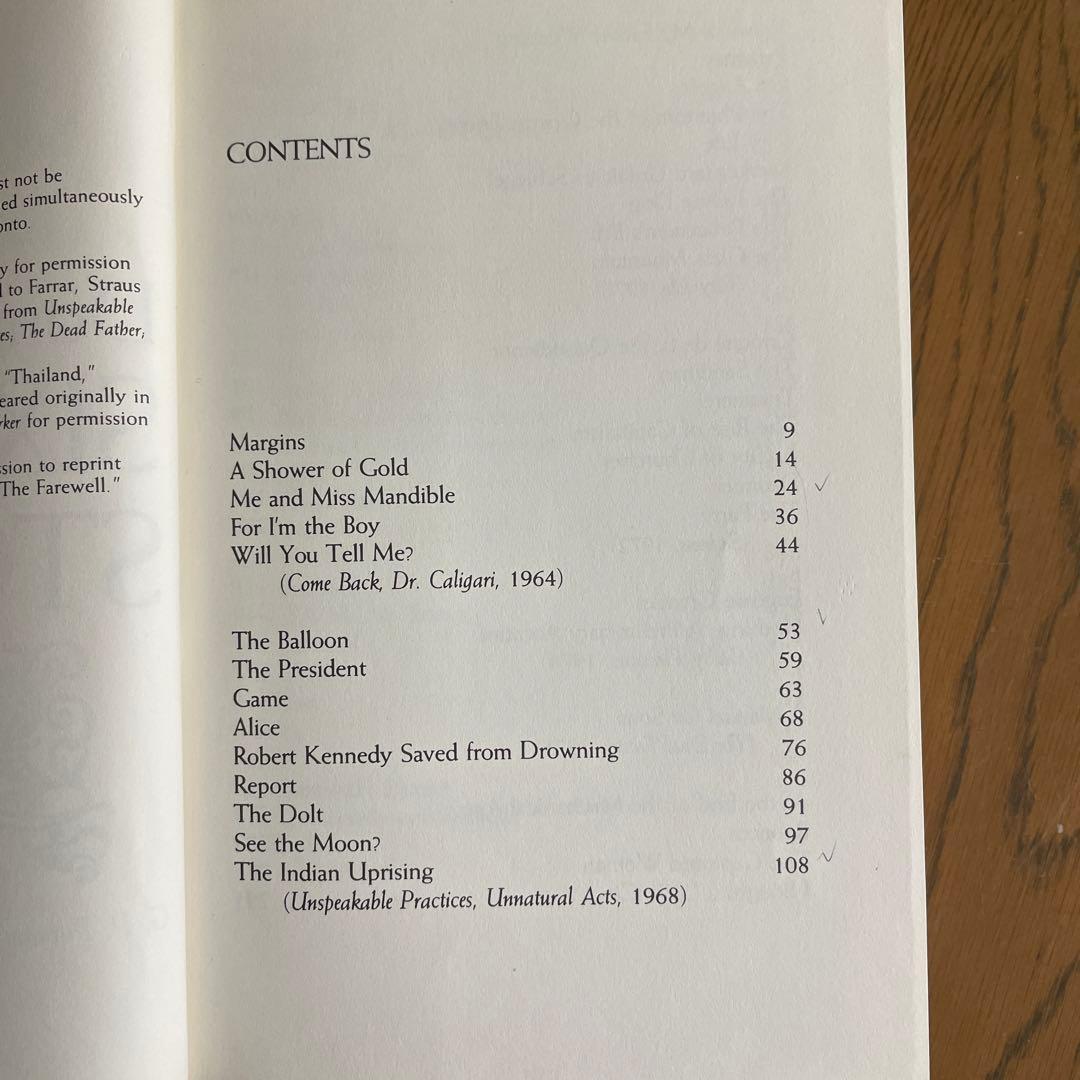 st not be
ed simultaneously
onto.
y for permission
l to Farrar, Straus
from Unspeakable
es; The Dead Father;
"Thailand,"
eared originally in
rker for permission
sion to reprint
The Farewell."
CONTENTS
Margins 9
A Shower of Gold 14
Me and Miss Mandible 24 ✓
For I'm the Boy 36
Will You Tell Me? 44
(Come Back, Dr. Caligari, 1964)
The Balloon 53 ✓
The President 59
Game 63
Alice 68
Robert Kennedy Saved from Drowning 76
Report 86
The Dolt 91
See the Moon? 97
The Indian Uprising 108 ✓
(Unspeakable Practices, Unnatural Acts, 1968)